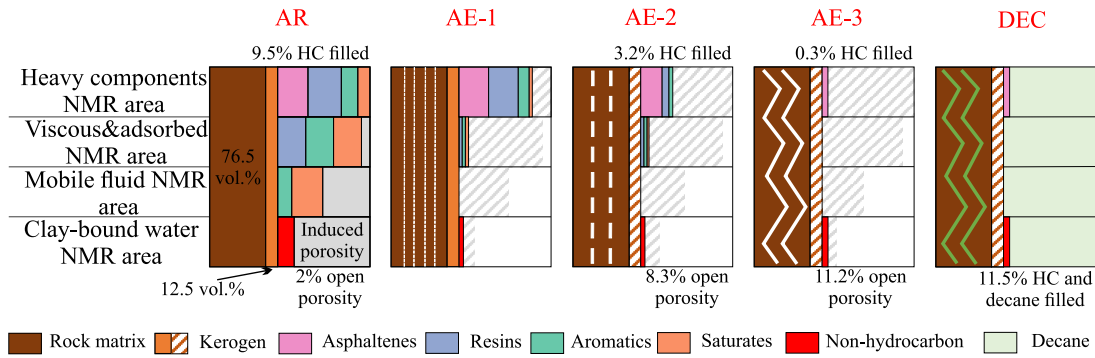 AR
AE-1
AE-2
AE-3
DEC
9.5% HC filled
3.2% HC filled
0.3% HC filled
Heavy components
NMR area
Viscous&adsorbed
NMR area
Mobile fluid NMR
area
Clay-bound water
NMR area
76.5
vol.%
Induced
porosity
12.5 vol.%
2% open
porosity
8.3% open
porosity
11.2% open
porosity
11.5% HC and
decane filled
Rock matrix
Kerogen
Asphaltenes
Resins
Aromatics
Saturates
Non-hydrocarbon
Decane